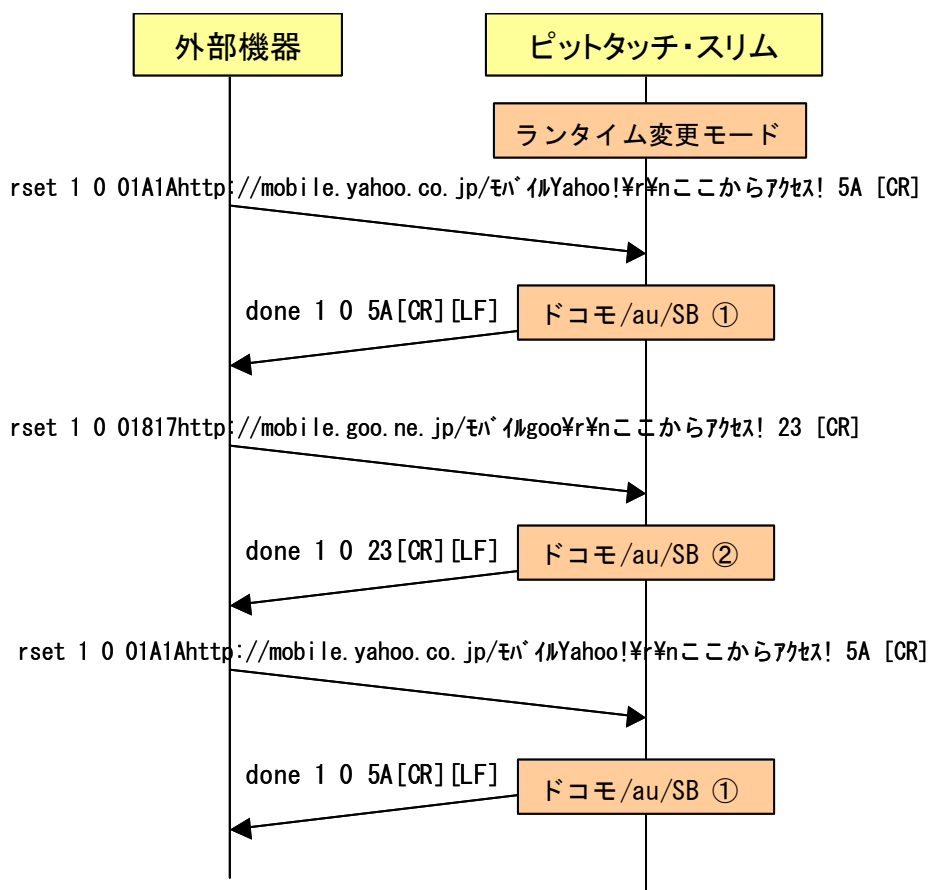 外部機器
ピットタッチ・スリム
ランタイム変更モード
rset 1 0 01A1Ahttp://mobile.yahoo.co.jp/ﾓﾊﾞｲﾙYahoo!¥r¥nここからｱｸｾｽ! 5A [CR]
done 1 0 5A[CR][LF]
ドコモ/au/SB ①
rset 1 0 01817http://mobile.goo.ne.jp/ﾓﾊﾞｲﾙgoo¥r¥nここからｱｸｾｽ! 23 [CR]
done 1 0 23[CR][LF]
ドコモ/au/SB ②
rset 1 0 01A1Ahttp://mobile.yahoo.co.jp/ﾓﾊﾞｲﾙYahoo!¥r¥nここからｱｸｾｽ! 5A [CR]
done 1 0 5A[CR][LF]
ドコモ/au/SB ①